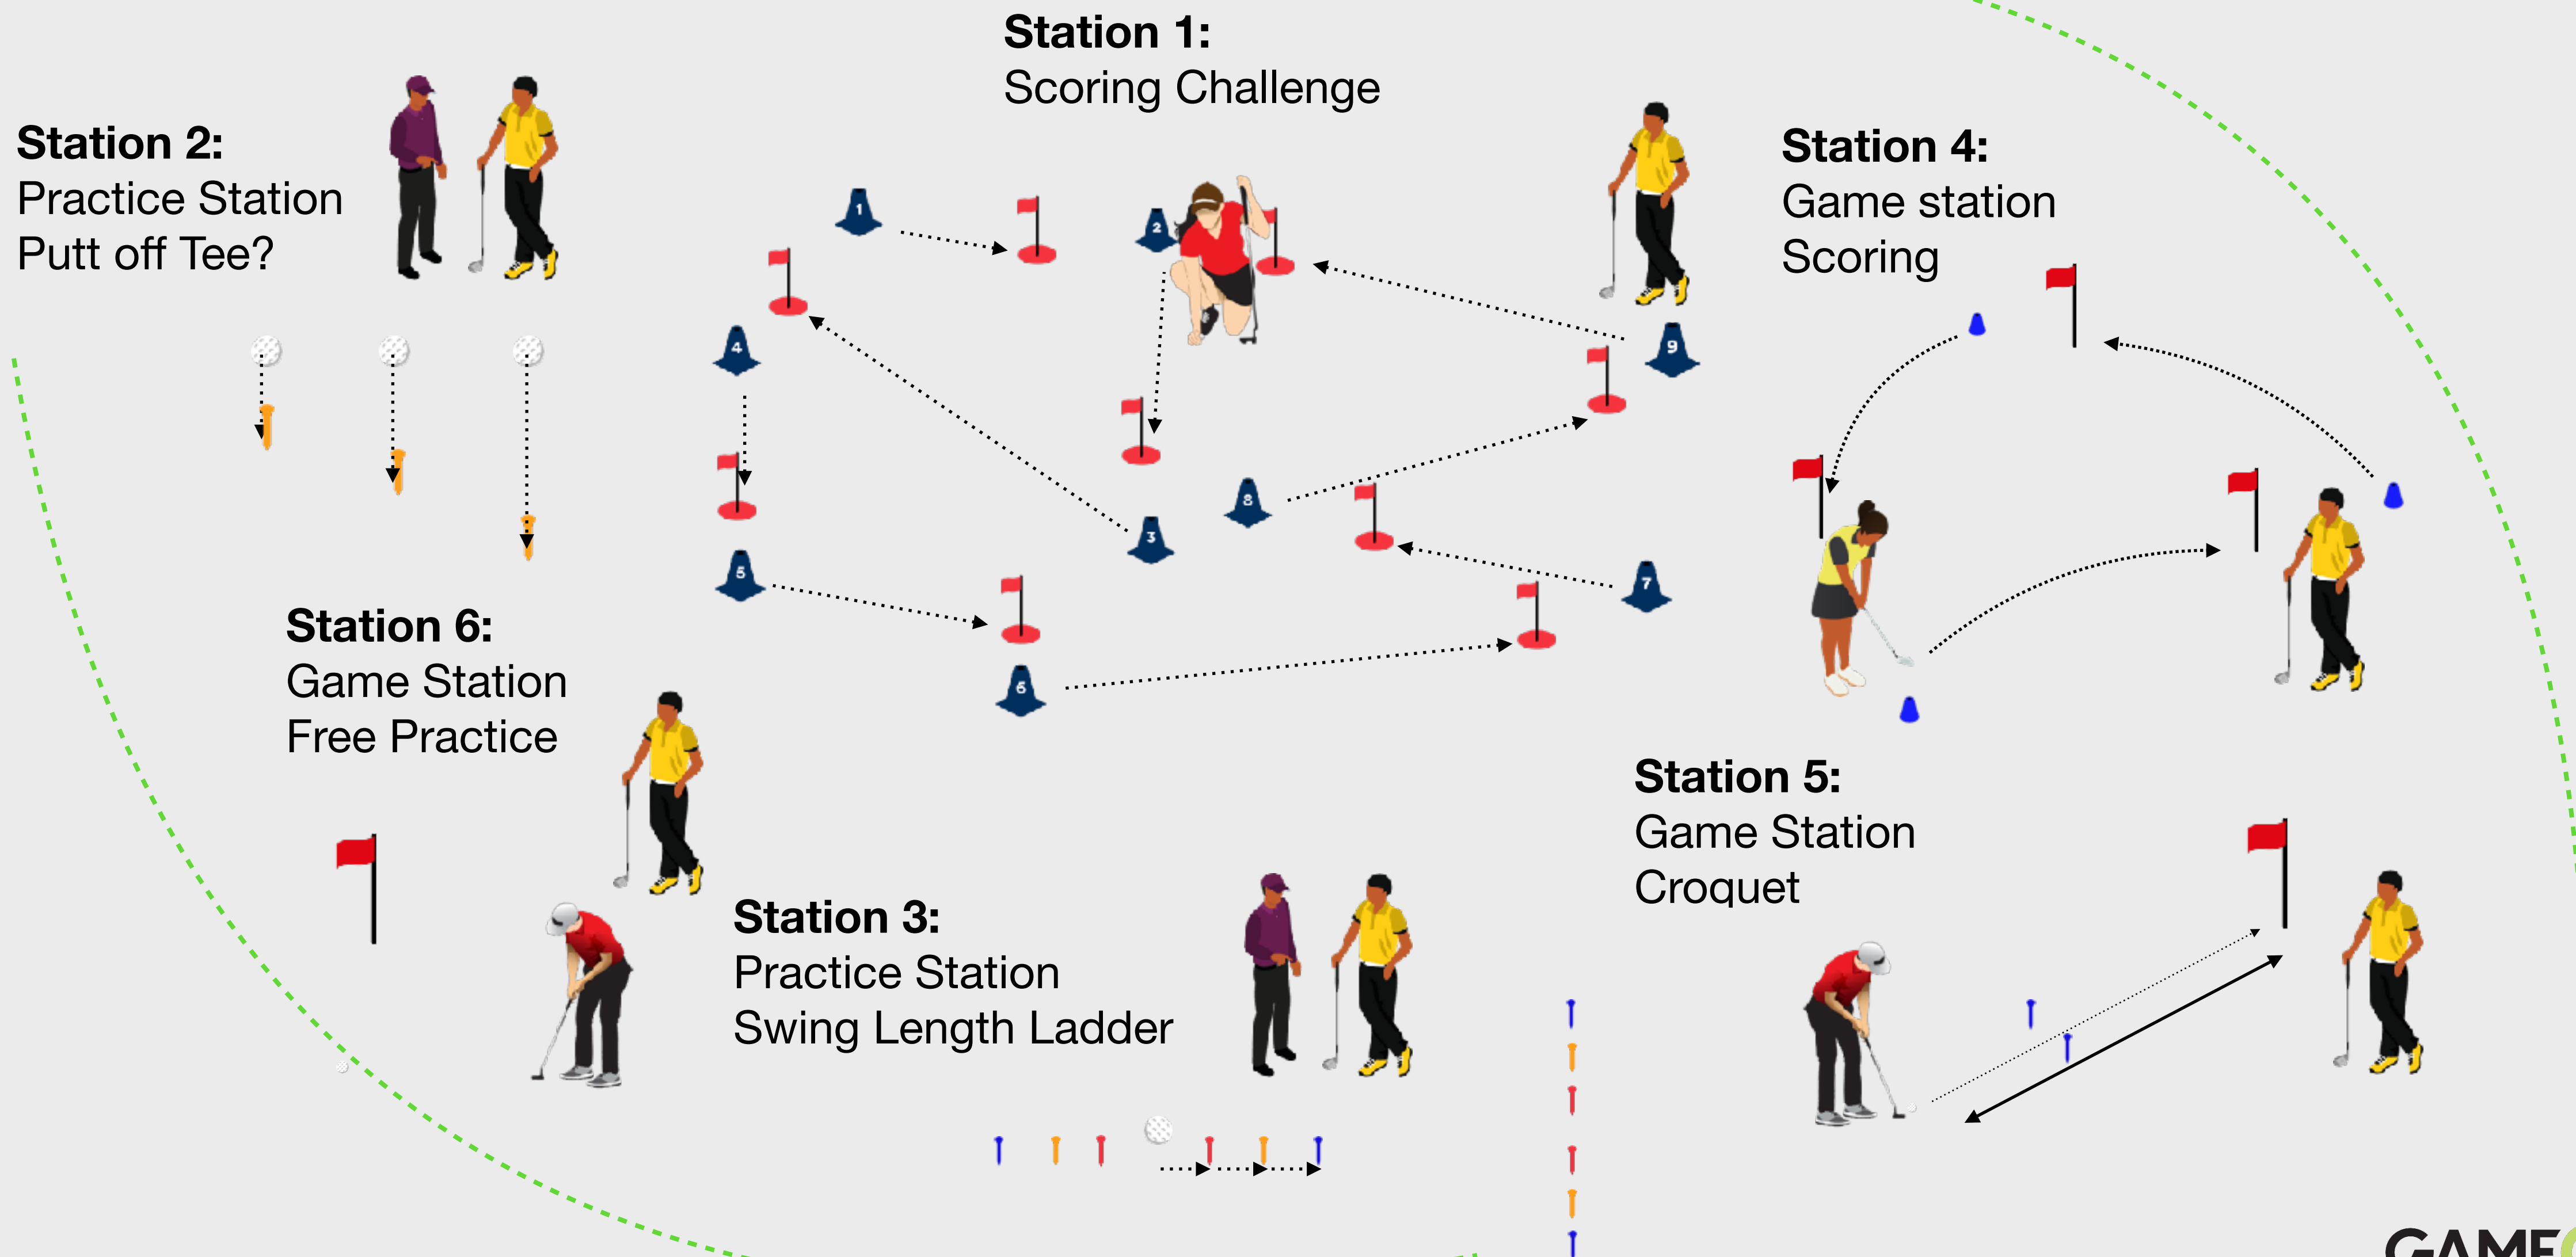 Station 1:
Scoring Challenge
Station 2:
Practice Station
Putt off Tee?
Station 4:
Game station
Scoring
1
2
9
4
8
3
5
7
6
Station 6:
Game Station
Free Practice
Station 5:
Game Station
Croquet
Station 3:
Practice Station
Swing Length Ladder
GAME